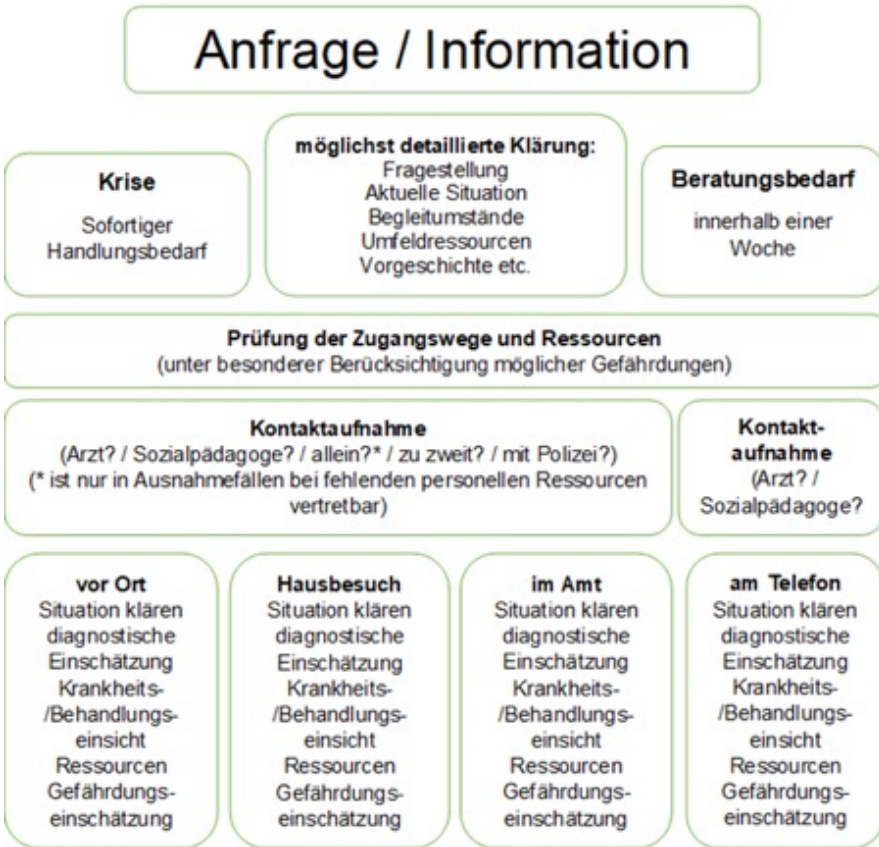 Anfrage / Information
Krise
Sofortiger
Handlungsbedarf
möglichst detaillierte Klärung:
Fragestellung
Aktuelle Situation
Begleitumstände
Umfeldressourcen
Vorgeschichte etc.
Beratungsbedarf
innerhalb einer
Woche
Prüfung der Zugangswege und Ressourcen
(unter besonderer Berücksichtigung möglicher Gefährdungen)
Kontaktaufnahme
(Arzt? / Sozialpädagoge? / allein?* / zu zweit? / mit Polizei?)
(* ist nur in Ausnahmefällen bei fehlenden personellen Ressourcen
vertretbar)
Kontakt-
aufnahme
(Arzt? /
Sozialpädagoge?
vor Ort
Situation klären
diagnostische
Einschätzung
Krankheits-
/Behandlungs-
einsicht
Ressourcen
Gefährdungs-
einschätzung
Hausbesuch
Situation klären
diagnostische
Einschätzung
Krankheits-
/Behandlungs-
einsicht
Ressourcen
Gefährdungs-
einschätzung
im Amt
Situation klären
diagnostische
Einschätzung
Krankheits-
/Behandlungs-
einsicht
Ressourcen
Gefährdungs-
einschätzung
am Telefon
Situation klären
diagnostische
Einschätzung
Krankheits-
/Behandlungs-
einsicht
Ressourcen
Gefährdungs-
einschätzung